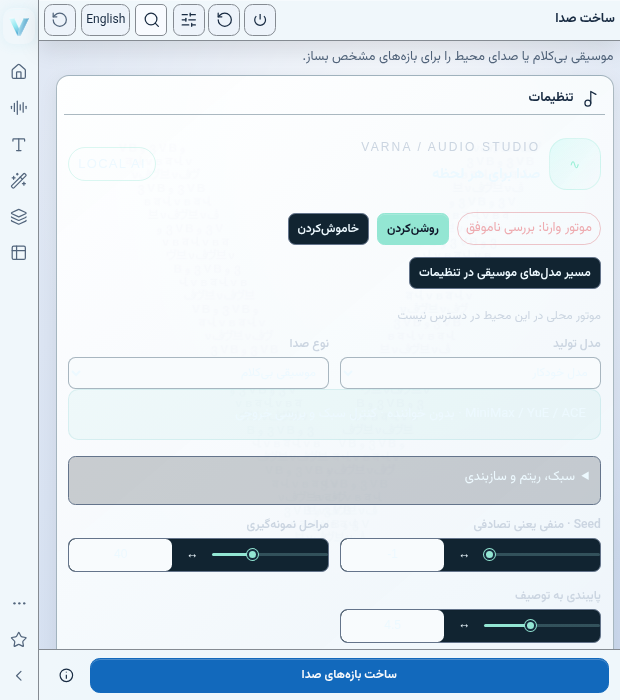 ساخت صدا
English
موسیقی بی‌کلام یا صدای محیط را برای بازه‌های مشخص بساز.
تنظیمات
VARNA / AUDIO STUDIO
موتور وارنا: بررسی ناموفق
روشن‌کردن
خاموش‌کردن
مسیر مدل‌های موسیقی در تنظیمات
موتور محلی در این محیط در دسترس نیست
مدل تولید
نوع صدا
سبک، ریتم و سازبندی
Seed · منفی یعنی تصادفی
مراحل نمونه‌گیری
پایبندی به توصیف
ساخت بازه‌های صدا